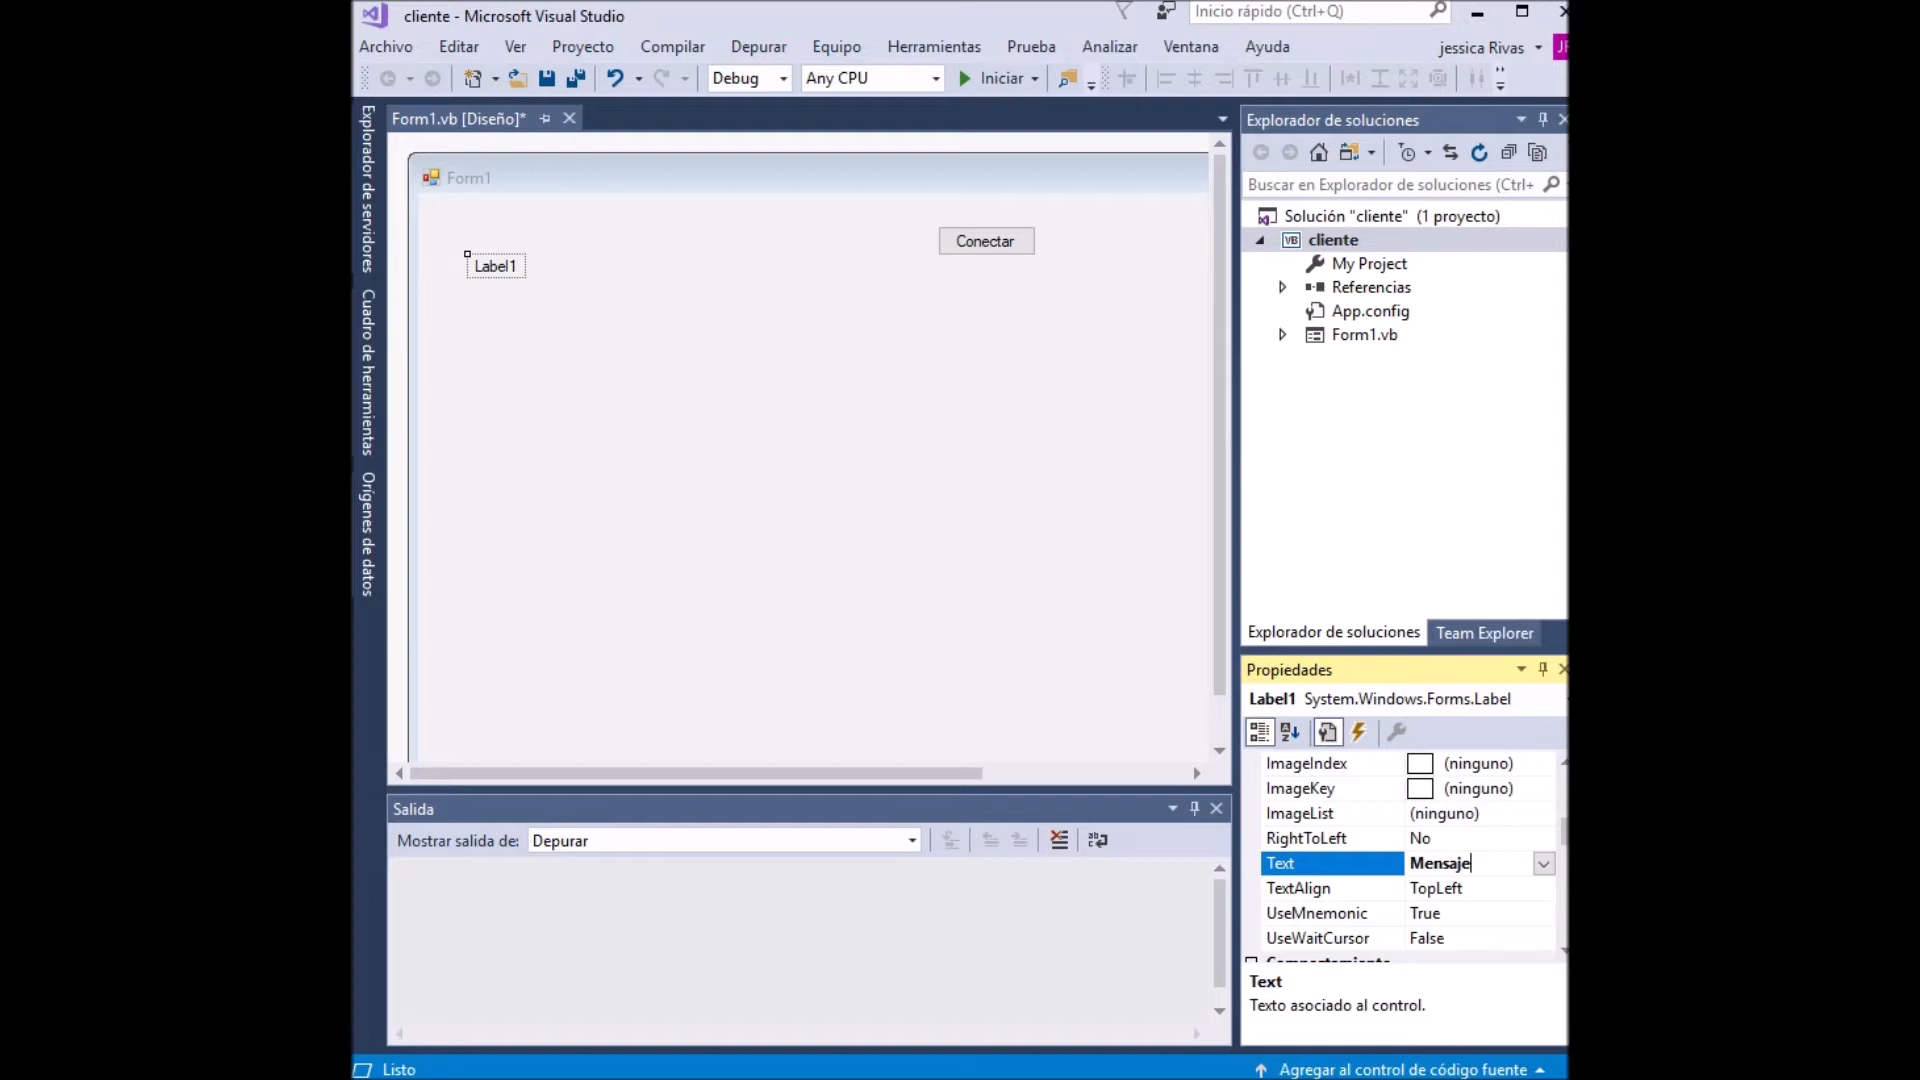 cliente - Microsoft Visual Studio
Inicio rápido (Ctrl+Q)
Archivo Editar Ver Proyecto Compilar Depurar Equipo Herramientas Prueba Analizar Ventana Ayuda jessica Rivas
Debug Any CPU Iniciar
Explorador de servidores
Cuadro de herramientas
Orígenes de datos
Form1.vb [Diseño]*
Form1
Conectar
Label1
Salida
Mostrar salida de: Depurar
Explorador de soluciones
Buscar en Explorador de soluciones (Ctrl+
Solución "cliente" (1 proyecto)
VB cliente
My Project
Referencias
App.config
Form1.vb
Explorador de soluciones Team Explorer
Propiedades
Label1 System.Windows.Forms.Label
ImageIndex (ninguno)
ImageKey (ninguno)
ImageList (ninguno)
RightToLeft No
Text Mensaje
TextAlign TopLeft
UseMnemonic True
UseWaitCursor False
Text
Texto asociado al control.
Listo Agregar al control de código fuente